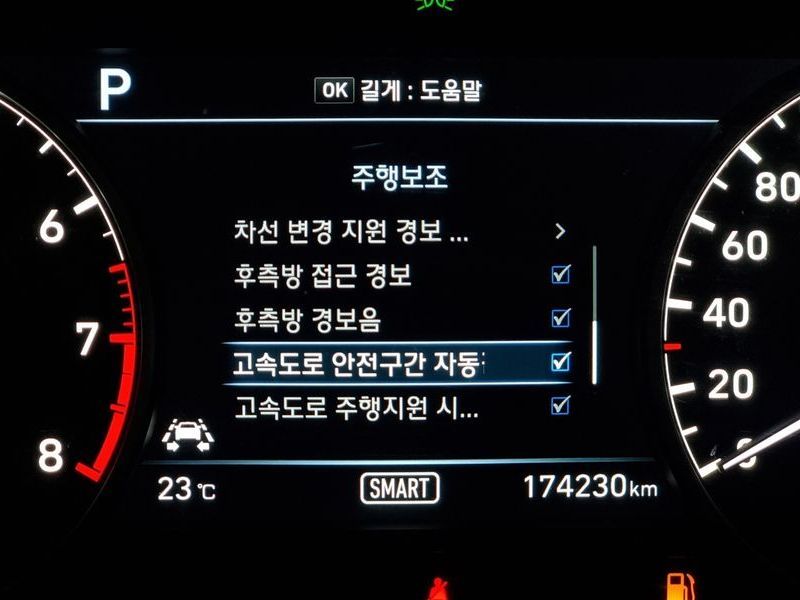 P
OK 길게 : 도움말
주행보조
차선 변경 지원 경보 ...
후측방 접근 경보
후측방 경보음
고속도로 안전구간 자동
고속도로 주행지원 시...
6
7
8
80
60
40
20
0
23 ℃
SMART
174230km